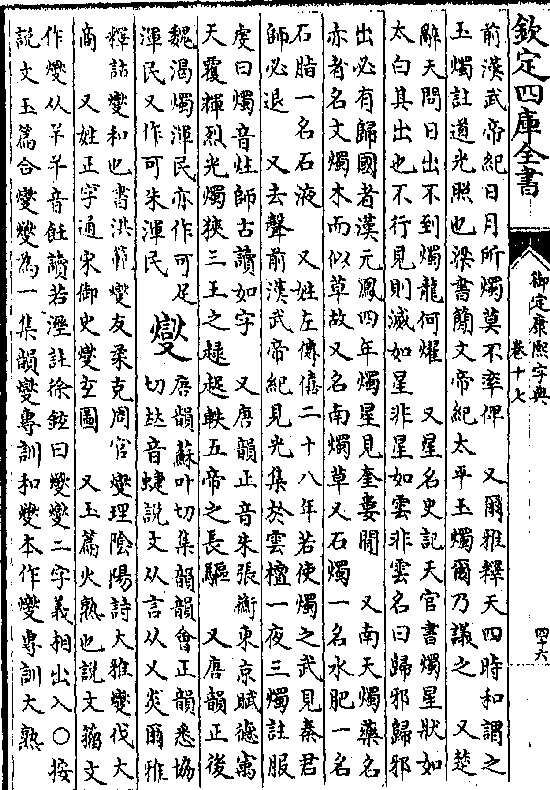 欽定四庫全書
御定康熙字典
卷十七
四十六
前漢武帝紀日月所燭莫不率俾　又爾雅釋天四時和謂之
玉燭註道光照也梁書簡文帝紀太平玉燭爾乃議之　又楚
辭天問日出不到燭龍何燿　又星名史記天官書燭星狀如
太白其出也不行見則滅如星非星如雲非雲名曰歸邪歸邪
出必有歸國者漢元鳳四年燭星見奎婁閒　又南天燭藥名
亦者名文燭木而似草故又名南燭草又石燭一名水肥一名
石脂一名石液　又姓左傳僖二十八年若使燭之武見秦君
師必退　又去聲前漢武帝紀見光集於雲檀一夜三燭註服
虔曰燭音炷師古讀如字　又唐韻正音朱張衡東京賦德㝢
天覆輝烈光燭狹三王之趢趗軼五帝之長驅　又唐韻正後
魏渴燭渾民亦作可足
渾民又作可朱渾民
燮
唐韻蘇叶切集韻韻會正韻悉協
切𠀤音蝶説文从言从又炎爾雅
釋詁燮和也書洪範燮友柔克周官燮理陰陽詩大雅燮伐大
商　又姓正字通宋御史燮玄圖　又玉篇火熟也説文籀文
作燮从𢆉𢆉音飪讀若溼註徐鉉曰燮燮二字義相出入〇按
説文玉篇合燮燮為一集韻燮專訓和燮本作燮專訓大熟